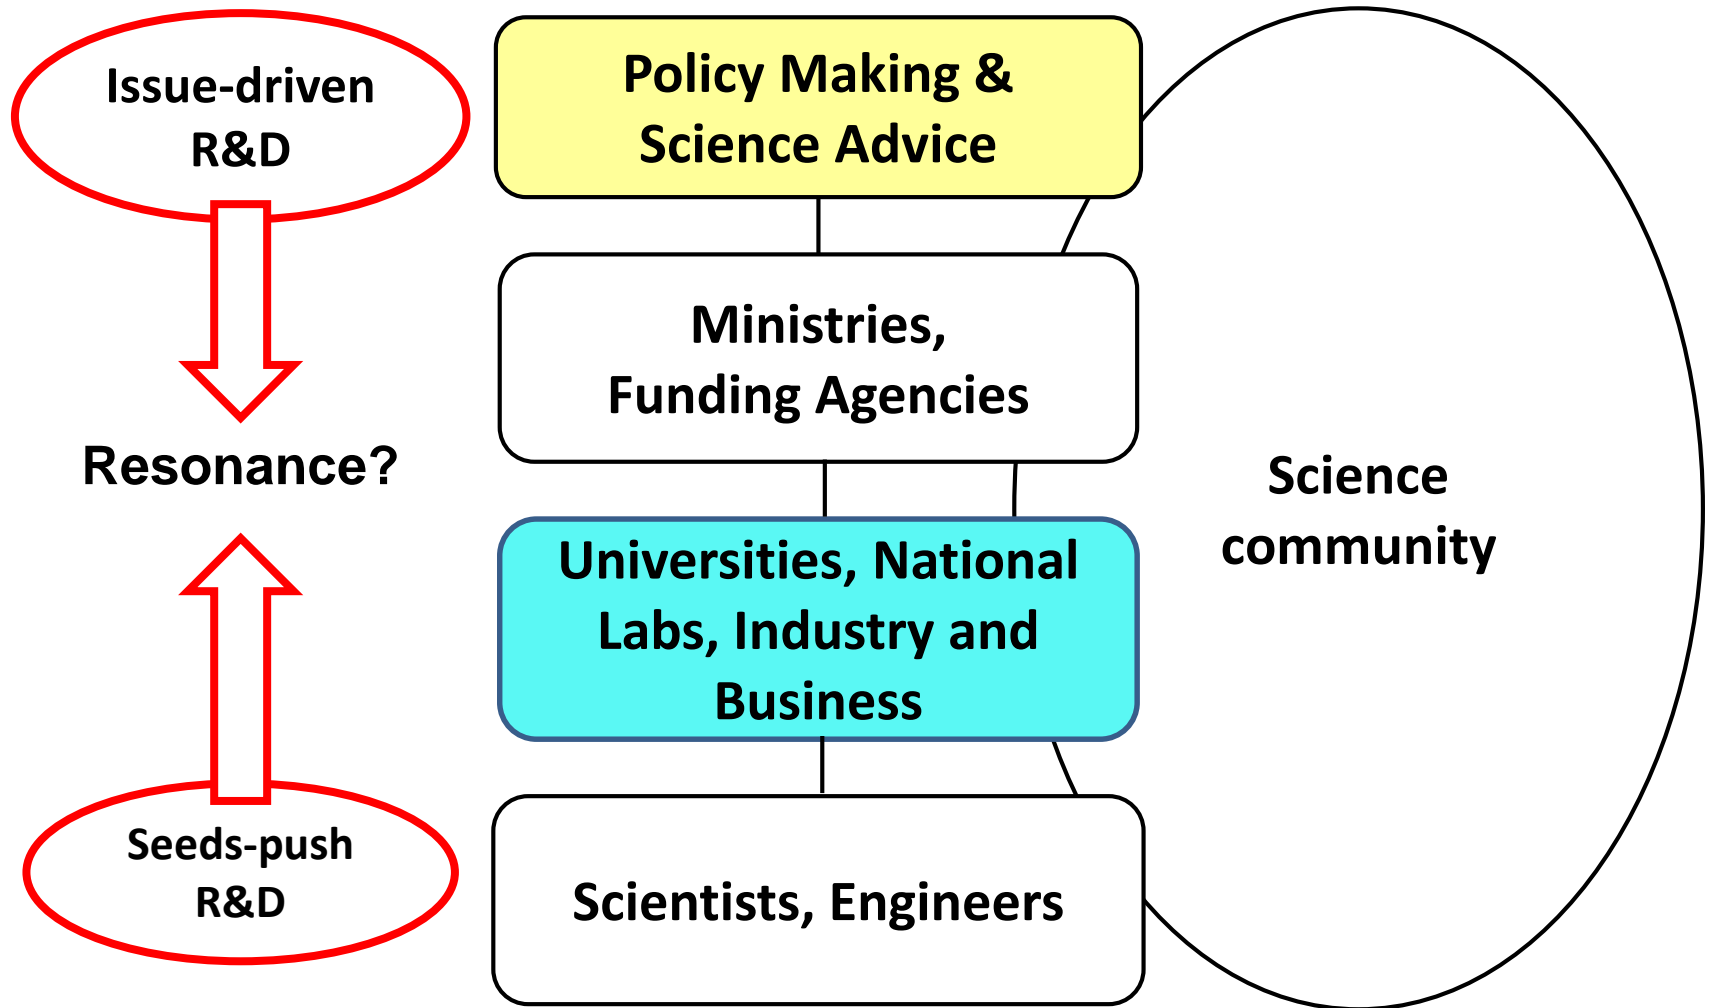 Issue-driven
R&D
Resonance?
Seeds-push
R&D
Policy Making &
Science Advice
Ministries,
Funding Agencies
Universities, National
Labs, Industry and
Business
Scientists, Engineers
Science
community